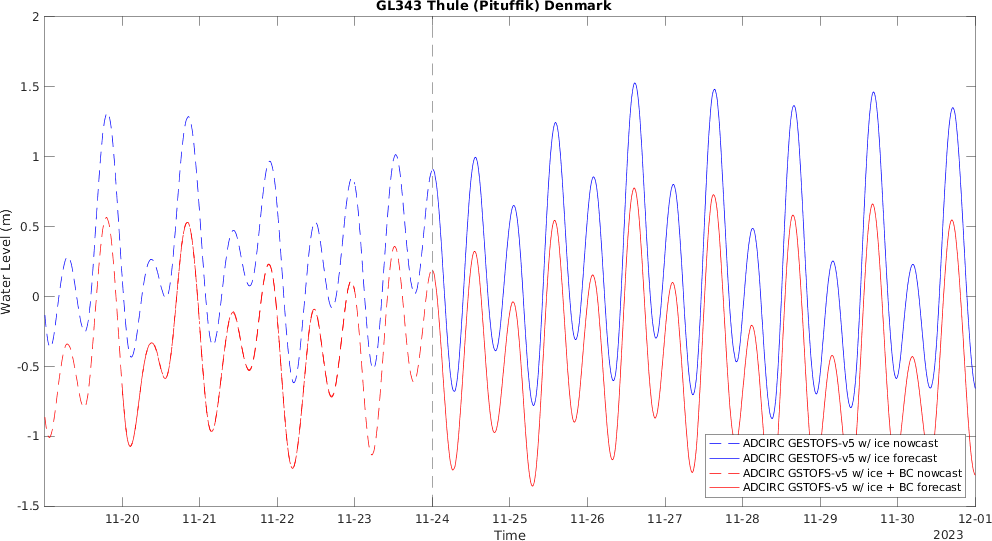 GL343 Thule (Pituffik) Denmark
2
1.5
1
0.5
0
-0.5
-1
-1.5
Water Level (m)
ADCIRC GESTOFS-v5 w/ ice nowcast
ADCIRC GESTOFS-v5 w/ ice forecast
ADCIRC GSTOFS-v5 w/ ice + BC nowcast
ADCIRC GSTOFS-v5 w/ ice + BC forecast
11-20 11-21 11-22 11-23 11-24 11-25 11-26 11-27 11-28 11-29 11-30 12-01
Time
2023